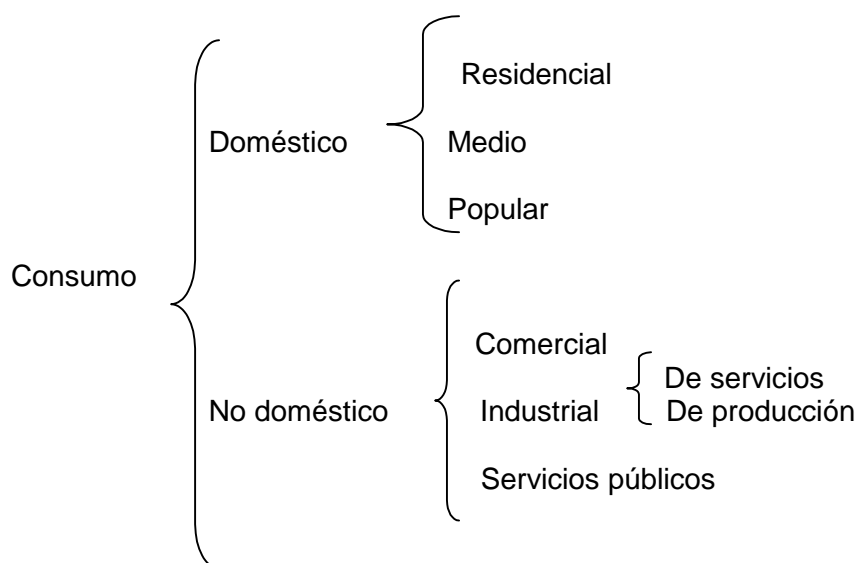 Consumo
Doméstico
Residencial
Medio
Popular
No doméstico
Comercial
Industrial
De servicios
De producción
Servicios públicos